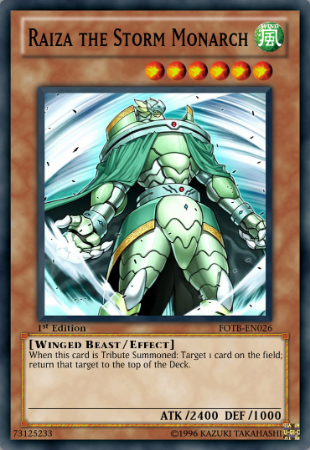 Raiza the Storm Monarch
WIND
風
1st Edition
FOTB-EN026
[Winged Beast/Effect]
When this card is Tribute Summoned: Target 1 card on the field;
return that target to the top of the Deck.
ATK/2400 DEF/1000
73125233
©1996 KAZUKI TAKAHASHI